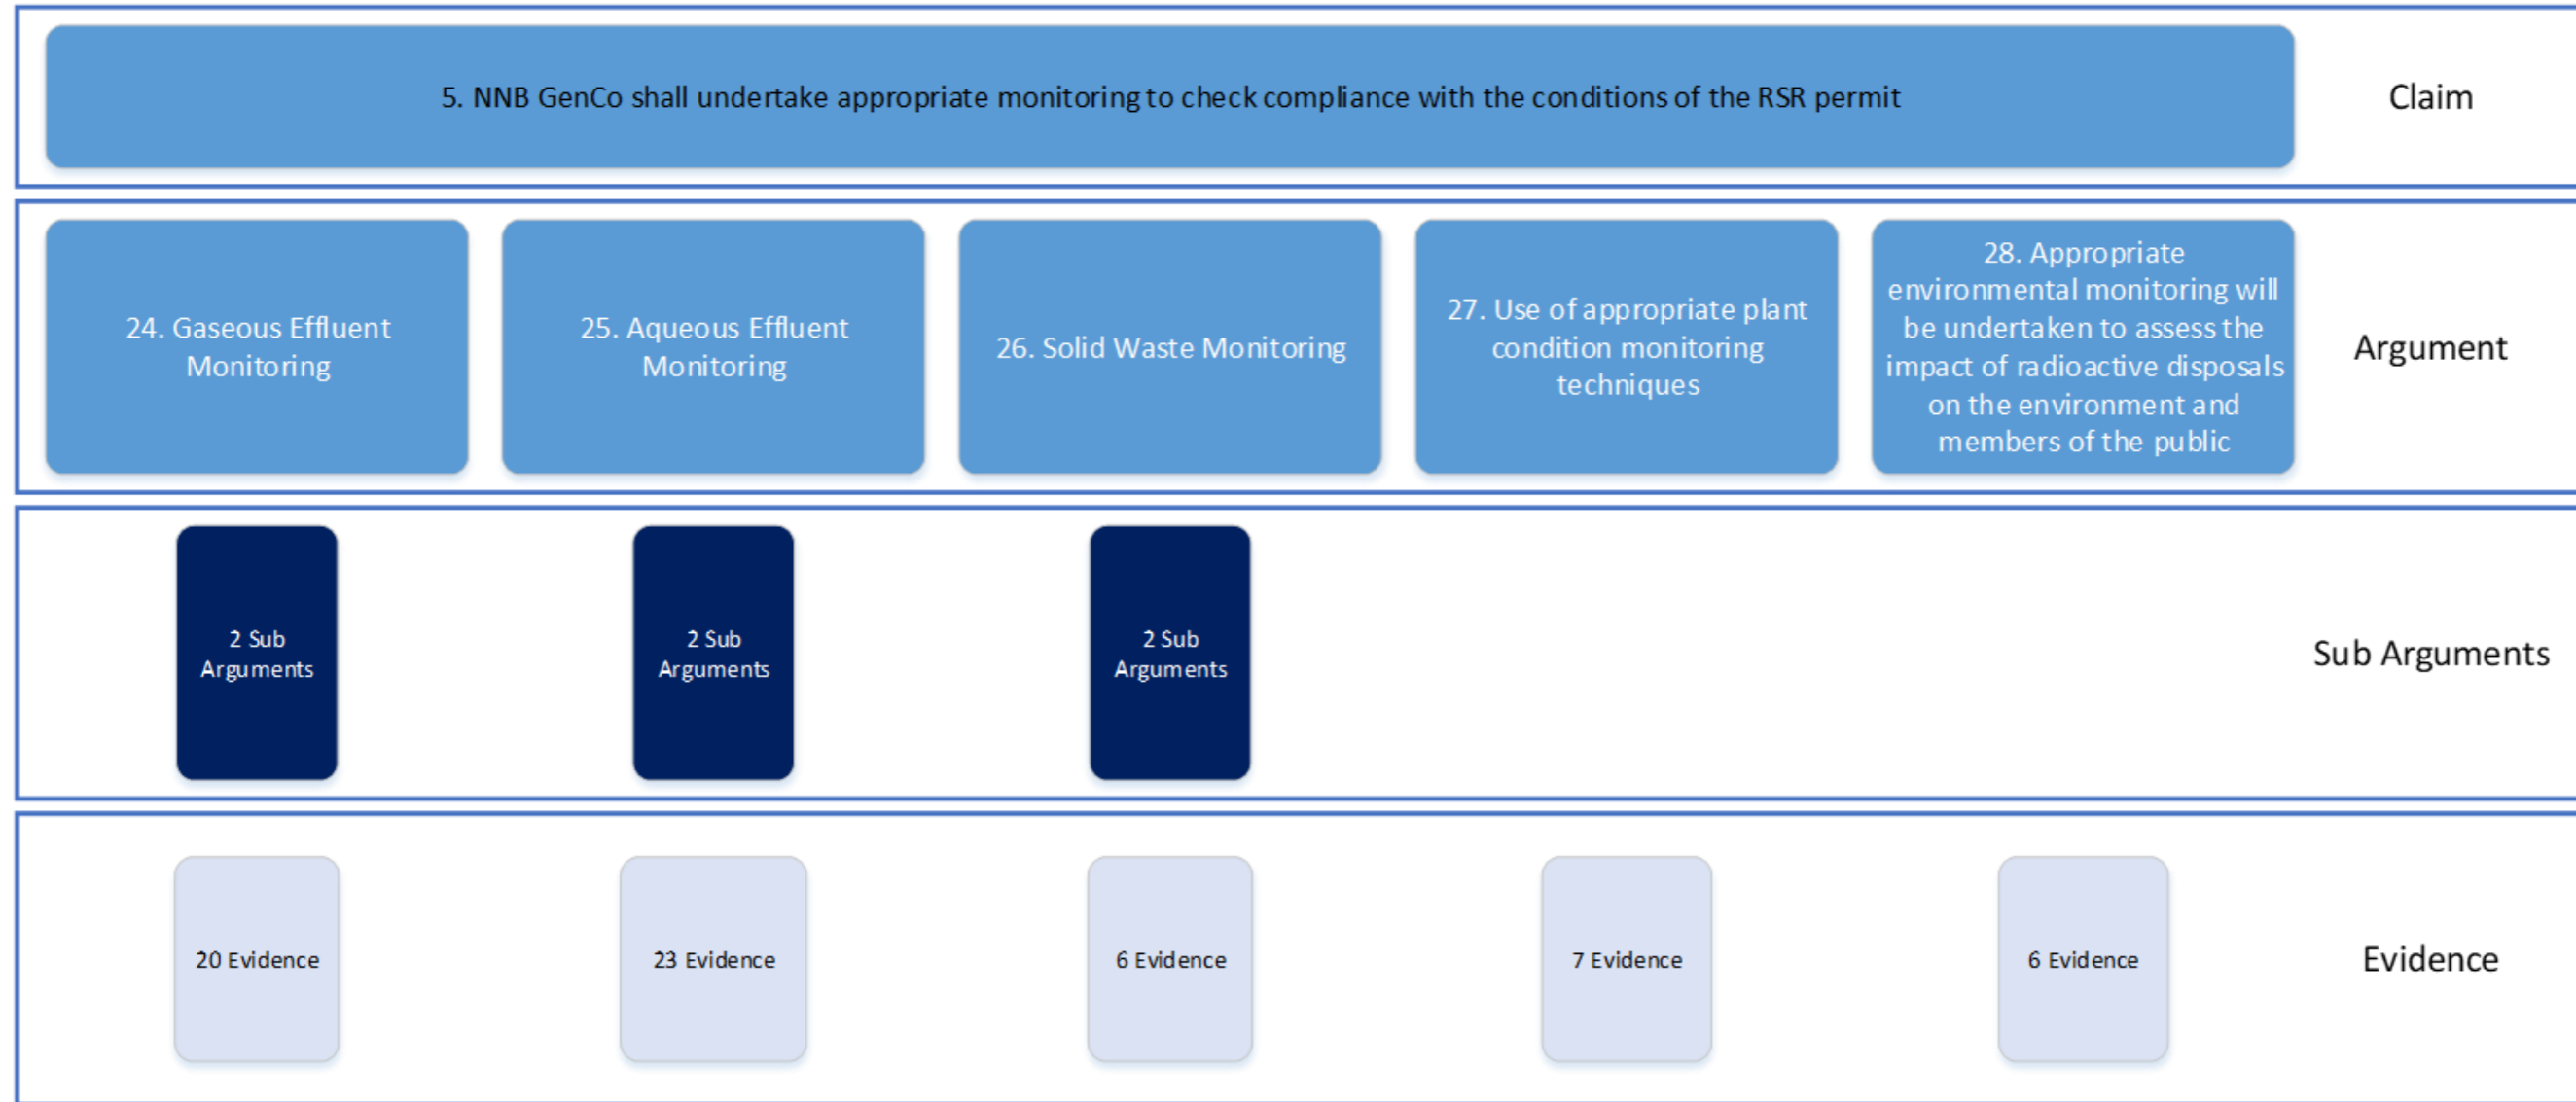 5. NNB GenCo shall undertake appropriate monitoring to check compliance with the conditions of the RSR permit
Claim
24. Gaseous Effluent
Monitoring
25. Aqueous Effluent
Monitoring
26. Solid Waste Monitoring
27. Use of appropriate plant
condition monitoring
techniques
28. Appropriate
environmental monitoring will
be undertaken to assess the
impact of radioactive disposals
on the environment and
members of the public
Argument
2 Sub
Arguments
2 Sub
Arguments
2 Sub
Arguments
Sub Arguments
20 Evidence
23 Evidence
6 Evidence
7 Evidence
6 Evidence
Evidence